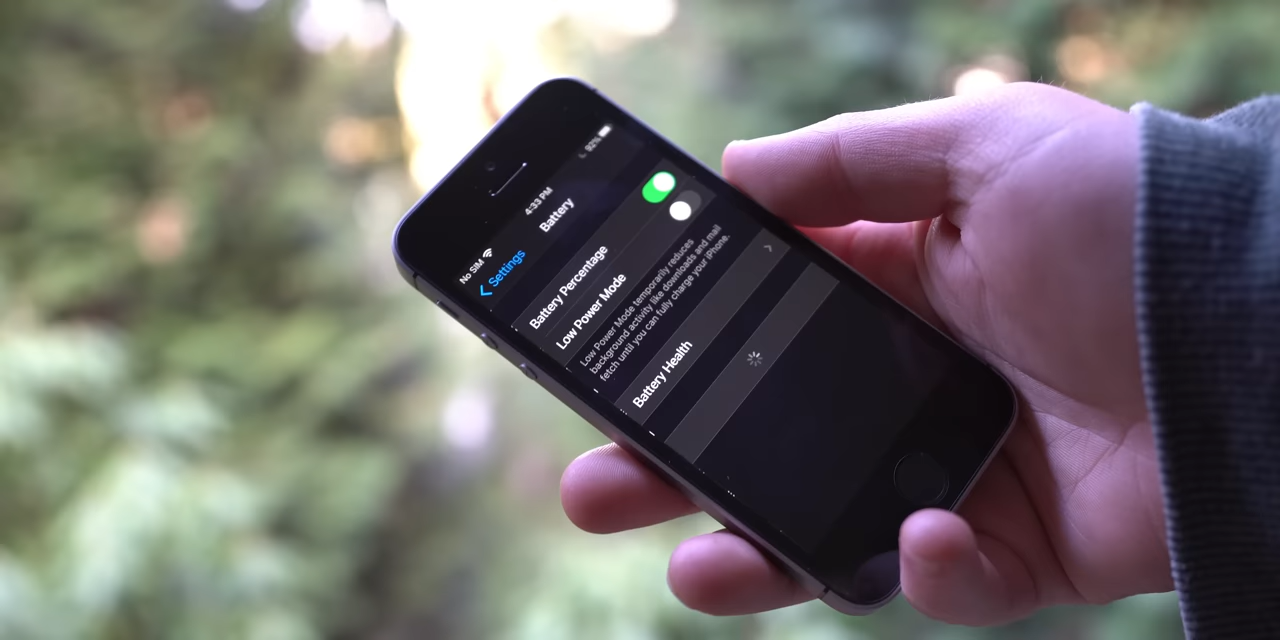 No SIM 4:33 PM 92%
Settings Battery
Battery Percentage
Low Power Mode
Low Power Mode temporarily reduces
background activity like downloads and mail
fetch until you can fully charge your iPhone.
Battery Health